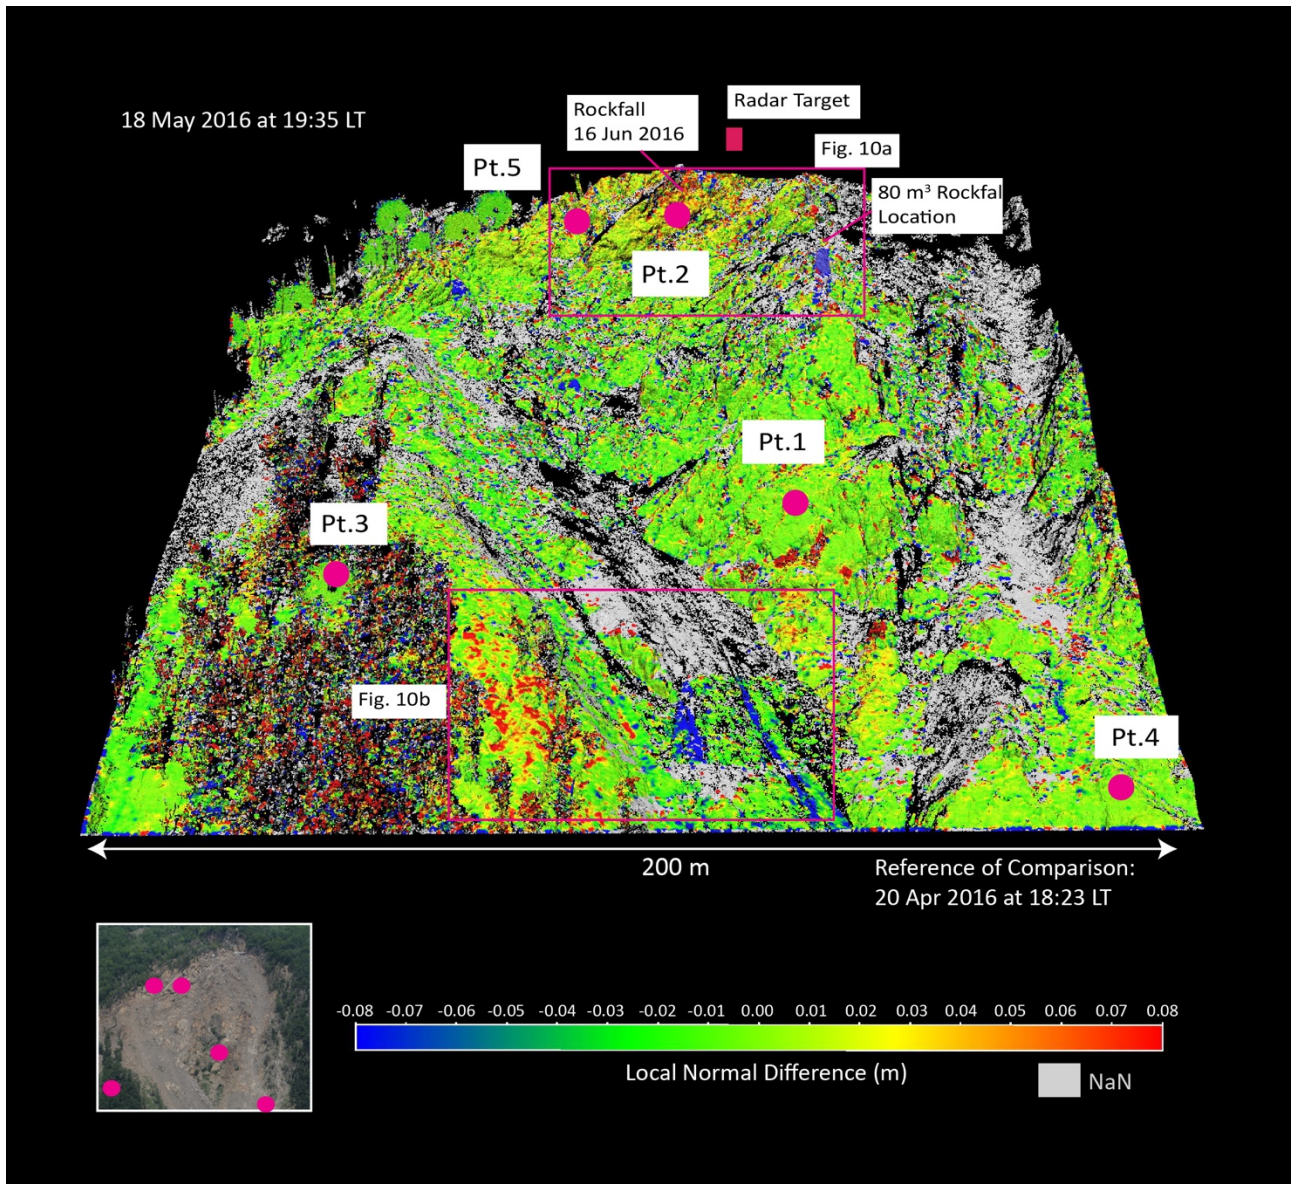 Radar Target
Rockfall
16 Jun 2016
18 May 2016 at 19:35 LT
Fig. 10a
Pt.5
80 m³ Rockfal
Location
Pt.2
Pt.1
Pt.3
Fig. 10b
Pt.4
200 m
Reference of Comparison:
20 Apr 2016 at 18:23 LT
-0.08 -0.07 -0.06 -0.05 -0.04 -0.03 -0.02 -0.01 0.00 0.01 0.02 0.03 0.04 0.05 0.06 0.07 0.08
Local Normal Difference (m)
NaN